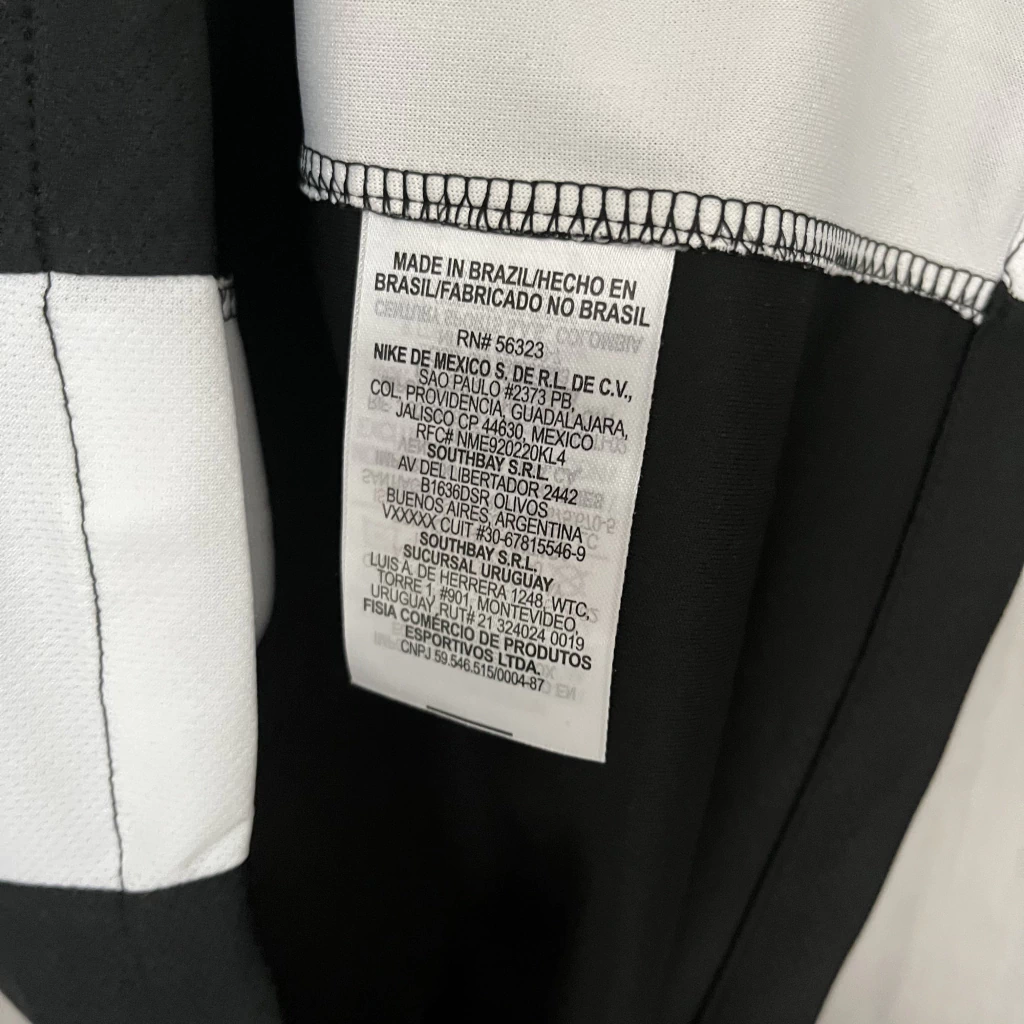 MADE IN BRAZIL/HECHO EN
BRASIL/FABRICADO NO BRASIL
RN# 56323
NIKE DE MEXICO S. DE R.L. DE C.V.,
SAO PAULO #2373 PB,
COL. PROVIDENCIA, GUADALAJARA,
JALISCO CP 44630, MEXICO
RFC# NME920220KL4
SOUTHBAY S.R.L.
AV DEL LIBERTADOR 2442
B1636DSR OLIVOS
BUENOS AIRES, ARGENTINA
VXXXXX CUIT #30-67815546-9
SOUTHBAY S.R.L.
SUCURSAL URUGUAY
LUIS A. DE HERRERA 1248, WTC,
TORRE 1, #901, MONTEVIDEO,
URUGUAY, RUT# 21 324024 0019
FISIA COMÉRCIO DE PRODUTOS
ESPORTIVOS LTDA.
CNPJ 59.546.515/0004-87